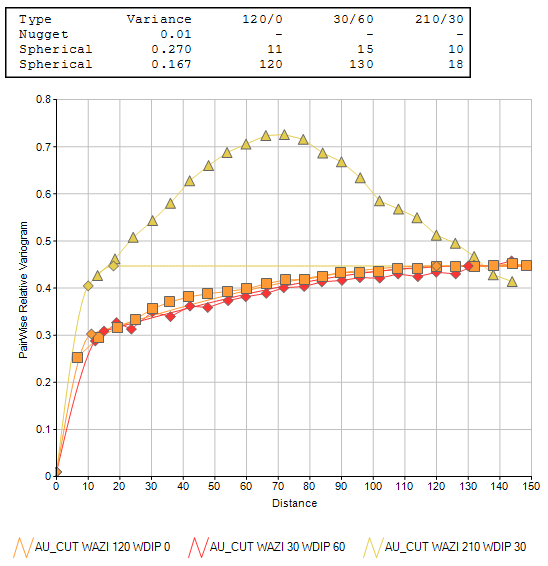 Type Variance 120/0 30/60 210/30
Nugget 0.01 – – –
Spherical 0.270 11 15 10
Spherical 0.167 120 130 18
0.8
0.7
0.6
0.5
0.4
0.3
0.2
0.1
0
PairWise Relative Variogram
0 10 20 30 40 50 60 70 80 90 100 110 120 130 140 150
Distance
AU_CUT WAZI 120 WDIP 0 AU_CUT WAZI 30 WDIP 60 AU_CUT WAZI 210 WDIP 30